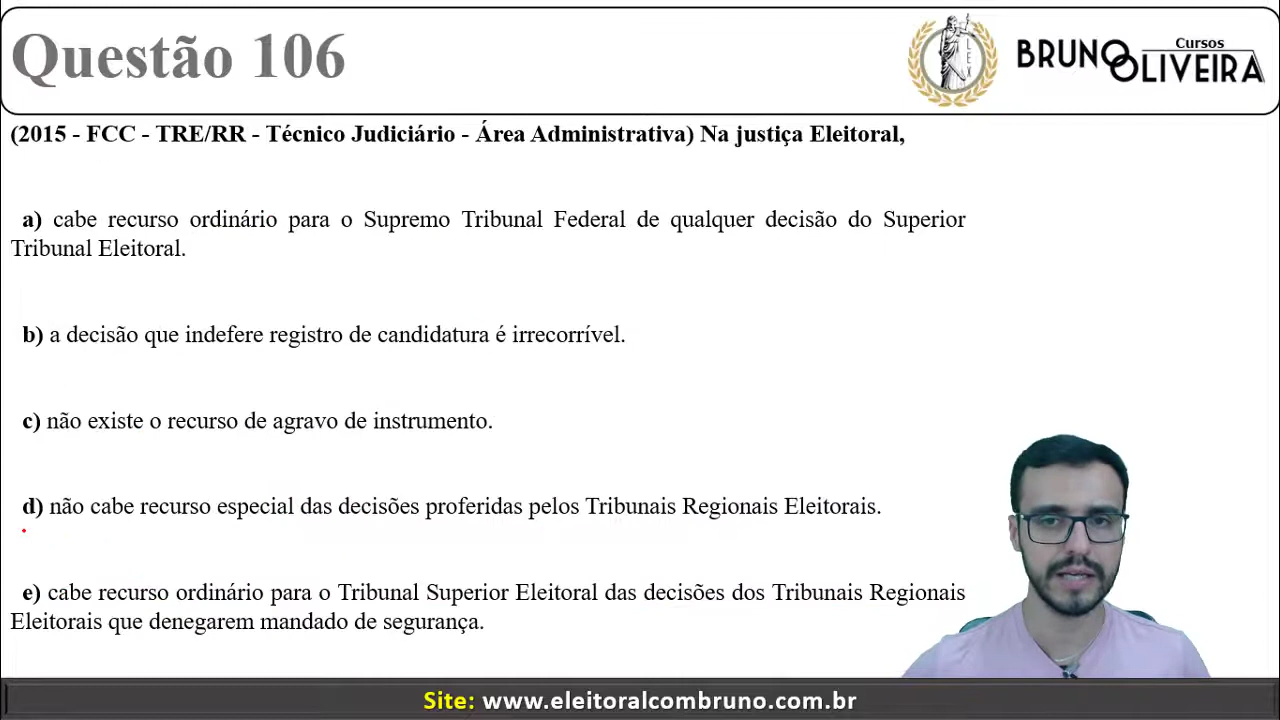 Questão 106
Cursos
BRUNO
OLIVEIRA
LEX
(2015 - FCC - TRE/RR - Técnico Judiciário - Área Administrativa) Na justiça Eleitoral,
a) cabe recurso ordinário para o Supremo Tribunal Federal de qualquer decisão do Superior
Tribunal Eleitoral.
b) a decisão que indefere registro de candidatura é irrecorrível.
c) não existe o recurso de agravo de instrumento.
d) não cabe recurso especial das decisões proferidas pelos Tribunais Regionais Eleitorais.
e) cabe recurso ordinário para o Tribunal Superior Eleitoral das decisões dos Tribunais Regionais
Eleitorais que denegarem mandado de segurança.
Site: www.eleitoralcombruno.com.br